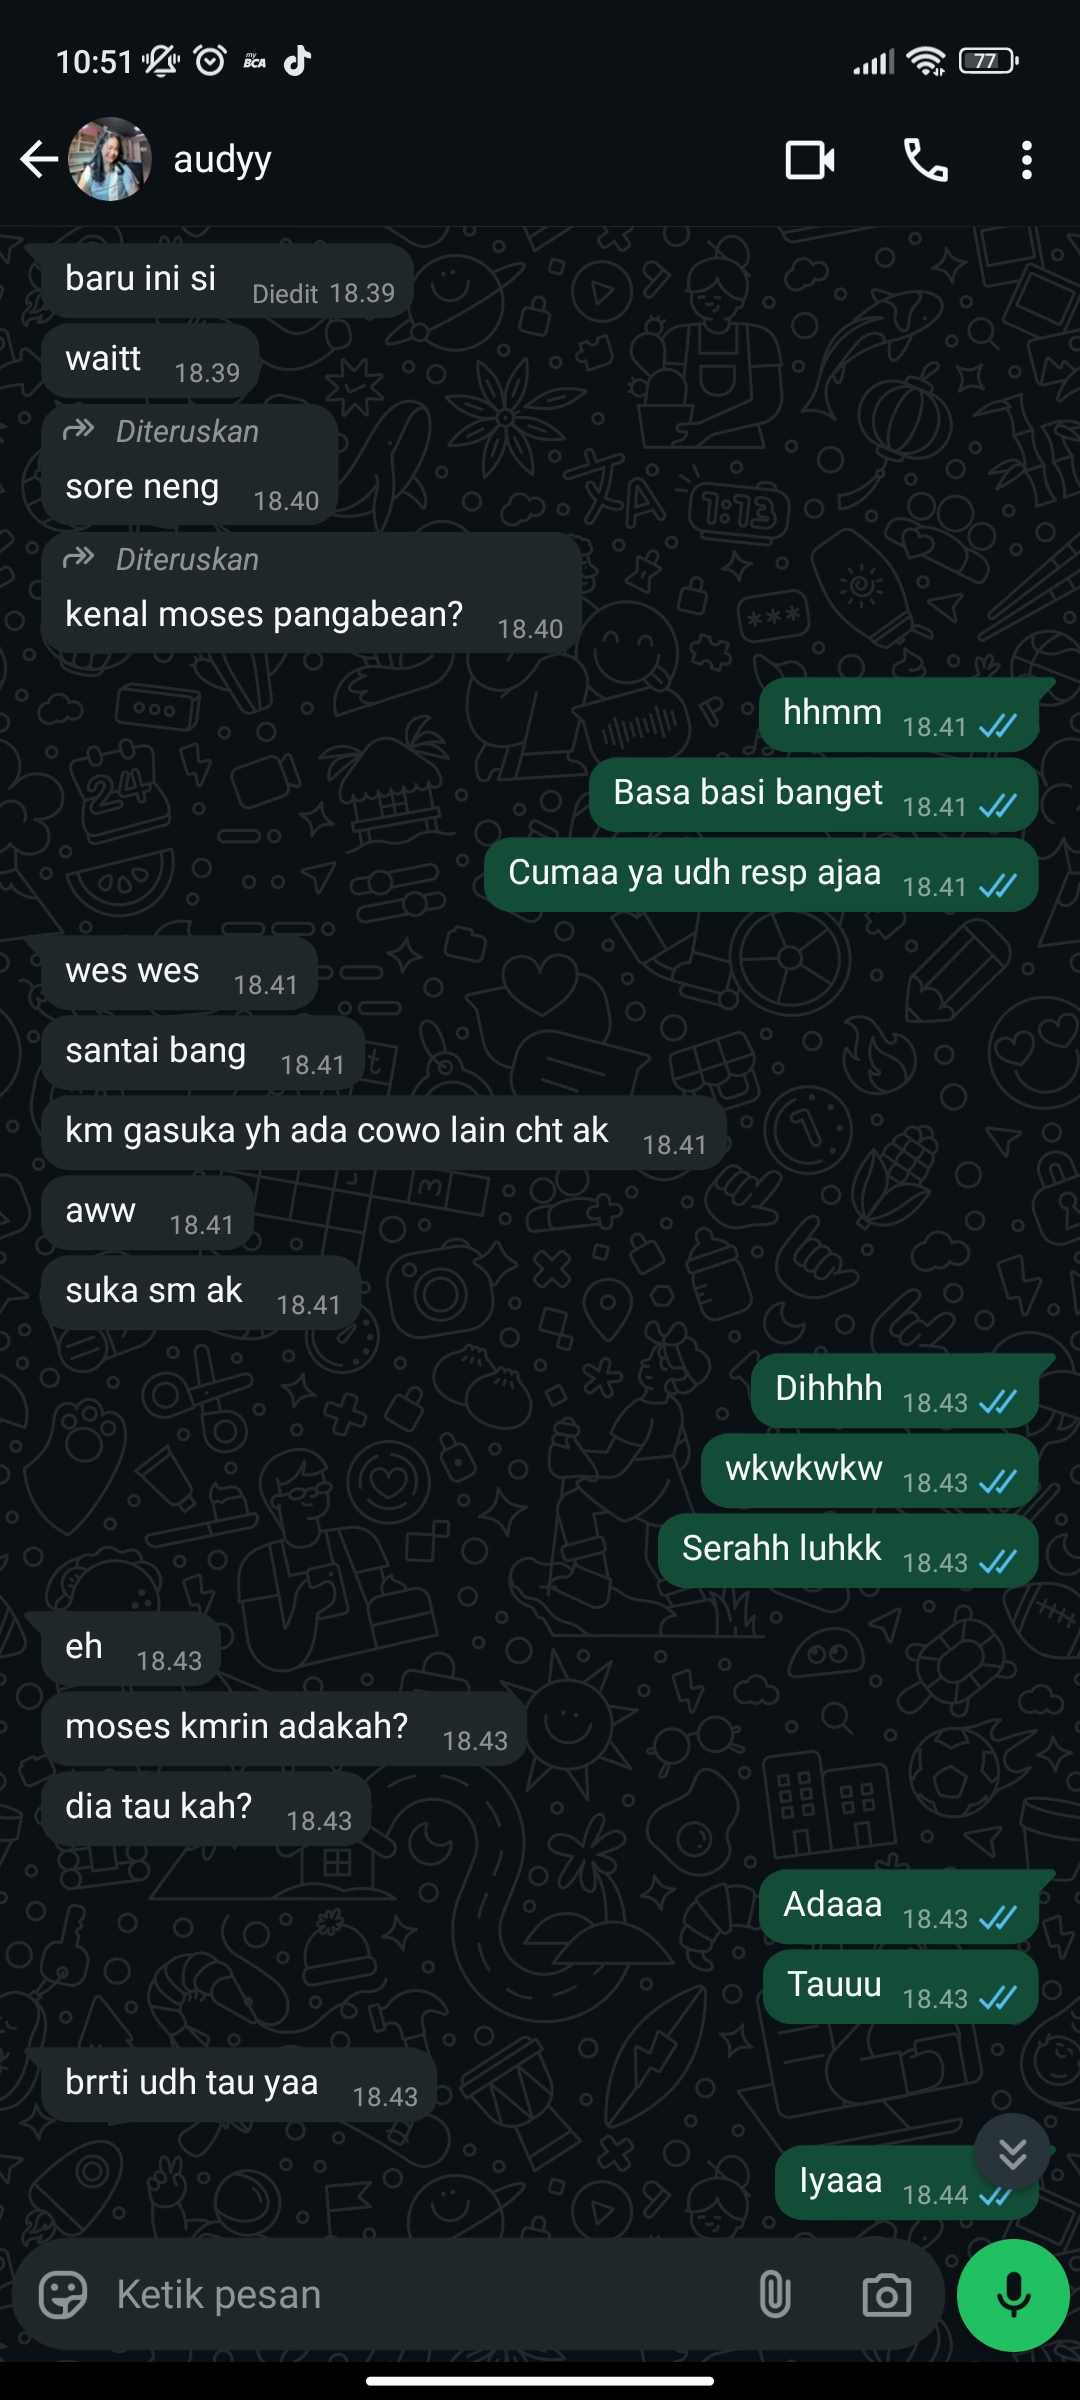 10:51 my BCA 77
audyy
baru ini si Diedit 18.39
waitt 18.39
Diteruskan
sore neng 18.40
Diteruskan
kenal moses pangabean? 18.40
hhmm 18.41
Basa basi banget 18.41
Cumaa ya udh resp ajaa 18.41
wes wes 18.41
santai bang 18.41
km gasuka yh ada cowo lain cht ak 18.41
aww 18.41
suka sm ak 18.41
Dihhhh 18.43
wkwkwkw 18.43
Serahh luhkk 18.43
eh 18.43
moses kmrin adakah? 18.43
dia tau kah? 18.43
Adaaa 18.43
Tauuu 18.43
brrti udh tau yaa 18.43
Iyaaa 18.44
Ketik pesan